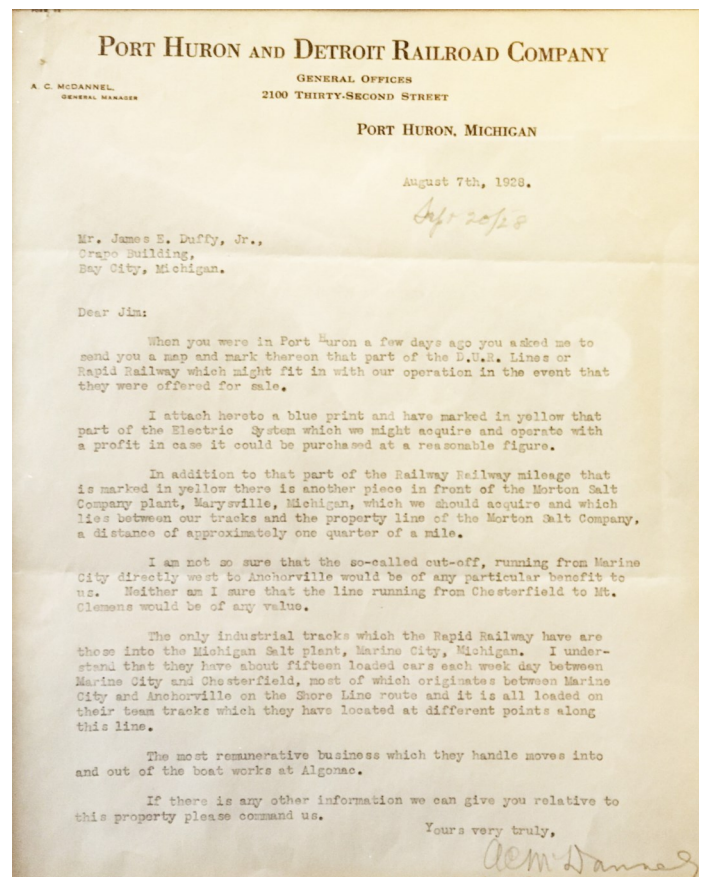 PORT HURON AND DETROIT RAILROAD COMPANY
GENERAL OFFICES
2100 THIRTY-SECOND STREET
A. C. McDANNEL,
GENERAL MANAGER
PORT HURON, MICHIGAN
August 7th, 1928.
Sept 20/28
Mr. James E. Duffy, Jr.,
Crapo Building,
Bay City, Michigan.
Dear Jim:
When you were in Port Huron a few days ago you asked me to
send you a map and mark thereon that part of the D.U.R. Lines or
Rapid Railway which might fit in with our operation in the event that
they were offered for sale.
I attach hereto a blue print and have marked in yellow that
part of the Electric System which we might acquire and operate with
a profit in case it could be purchased at a reasonable figure.
In addition to that part of the Railway Railway mileage that
is marked in yellow there is another piece in front of the Morton Salt
Company plant, Marysville, Michigan, which we should acquire and which
lies between our tracks and the property line of the Morton Salt Company,
a distance of approximately one quarter of a mile.
I am not so sure that the so-called cut-off, running from Marine
City directly west to Anchorville would be of any particular benefit to
us. Neither am I sure that the line running from Chesterfield to Mt.
Clemens would be of any value.
The only industrial tracks which the Rapid Railway have are
those into the Michigan Salt plant, Marine City, Michigan. I under-
stand that they have about fifteen loaded cars each week day between
Marine City and Chesterfield, most of which originates between Marine
City and Anchorville on the Shore Line route and it is all loaded on
their team tracks which they have located at different points along
this line.
The most remunerative business which they handle moves into
and out of the boat works at Algonac.
If there is any other information we can give you relative to
this property please command us.
Yours very truly,
A C McDannel